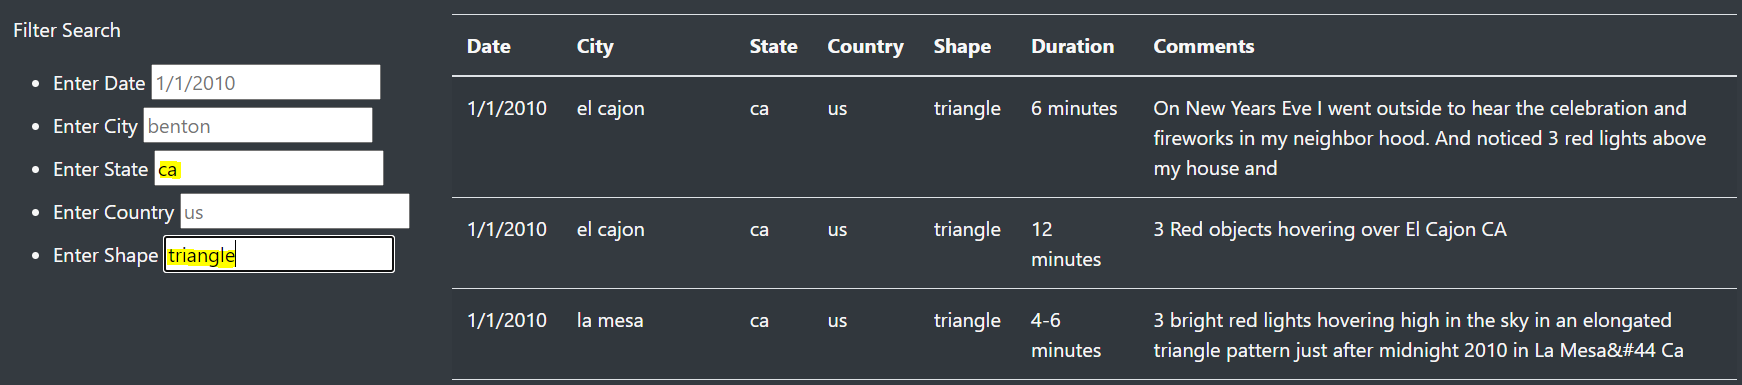 Filter Search
Enter Date 1/1/2010
Enter City benton
Enter State ca
Enter Country us
Enter Shape triangle
Date City State Country Shape Duration Comments
1/1/2010 el cajon ca us triangle 6 minutes On New Years Eve I went outside to hear the celebration and
fireworks in my neighbor hood. And noticed 3 red lights above
my house and
1/1/2010 el cajon ca us triangle 12 3 Red objects hovering over El Cajon CA
minutes
1/1/2010 la mesa ca us triangle 4-6 3 bright red lights hovering high in the sky in an elongated
minutes triangle pattern just after midnight 2010 in La Mesa&#44 Ca